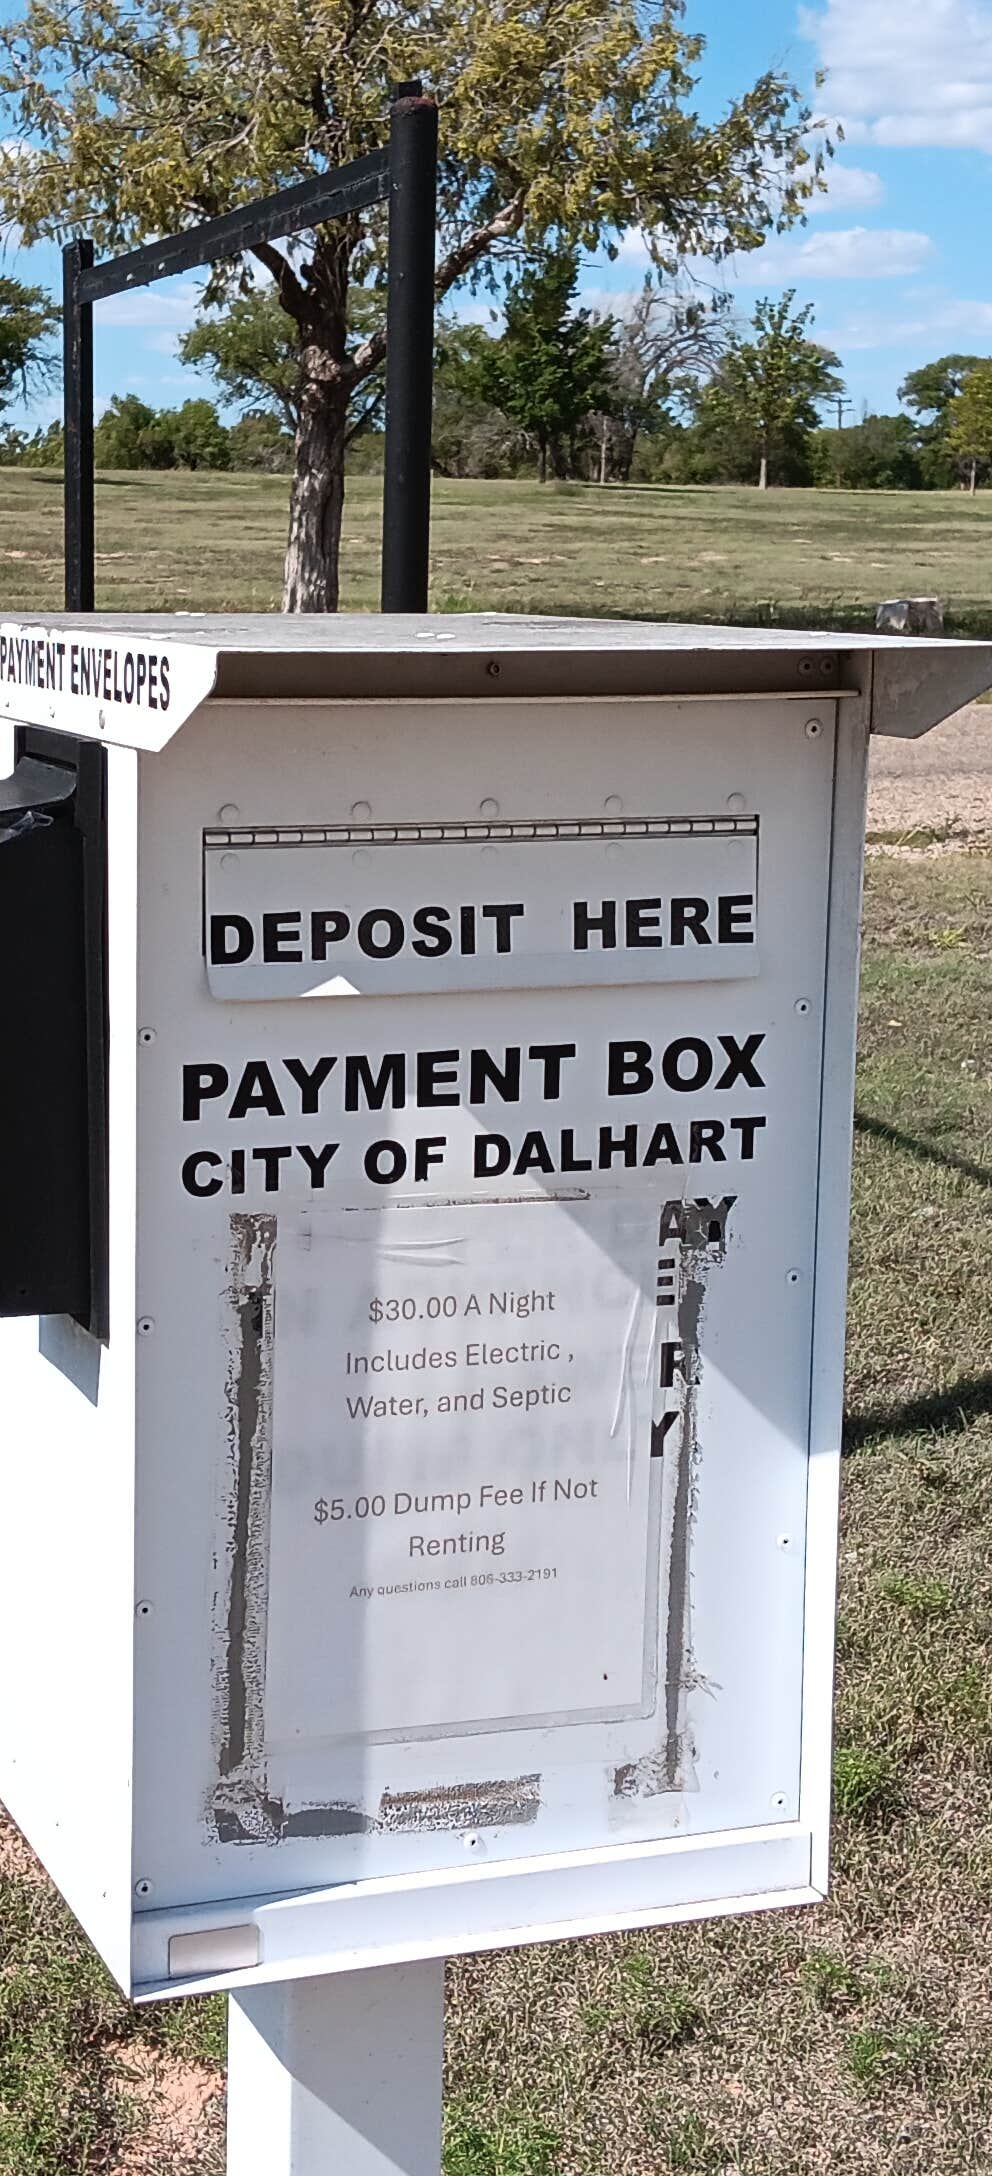 PAYMENT ENVELOPES
DEPOSIT HERE
PAYMENT BOX
CITY OF DALHART
$30.00 A Night
Includes Electric ,
Water, and Septic
$5.00 Dump Fee If Not
Renting
Any questions call 806-333-2191